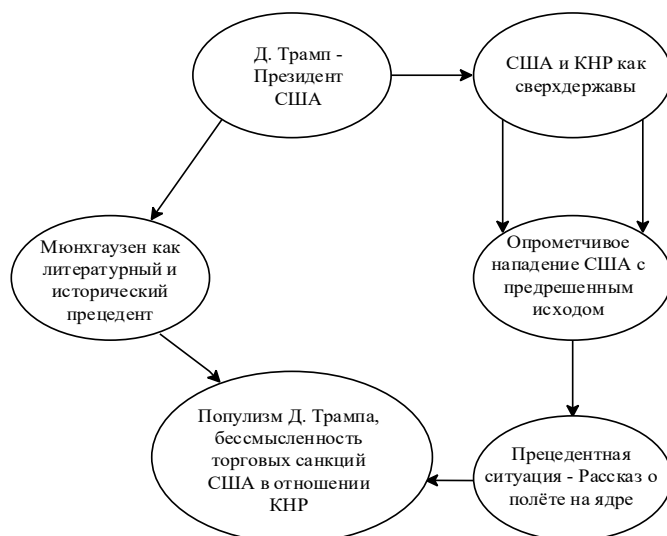 Д. Трамп -
Президент
США
США и КНР как
сверхдержавы
Мюнхгаузен как
литературный и
исторический
прецедент
Опрометчивое
нападение США с
предрешенным
исходом
Популизм Д. Трампа,
бессмысленность
торговых санкций
США в отношении
КНР
Прецедентная
ситуация - Рассказ о
полёте на ядре